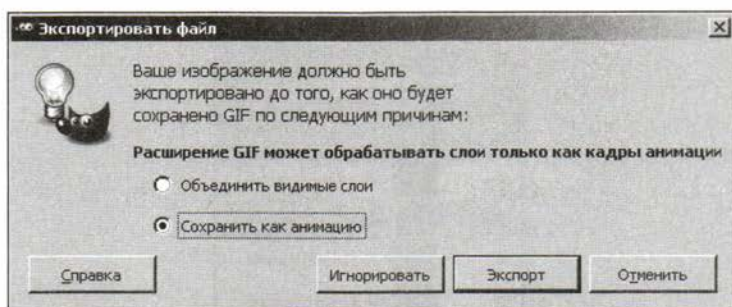 Экспортировать файл
Ваше изображение должно быть
экспортировано до того, как оно будет
сохранено GIF по следующим причинам:
Расширение GIF может обрабатывать слои только как кадры анимации
Объединить видимые слои
Сохранить как анимацию
Справка
Игнорировать
Экспорт
Отменить